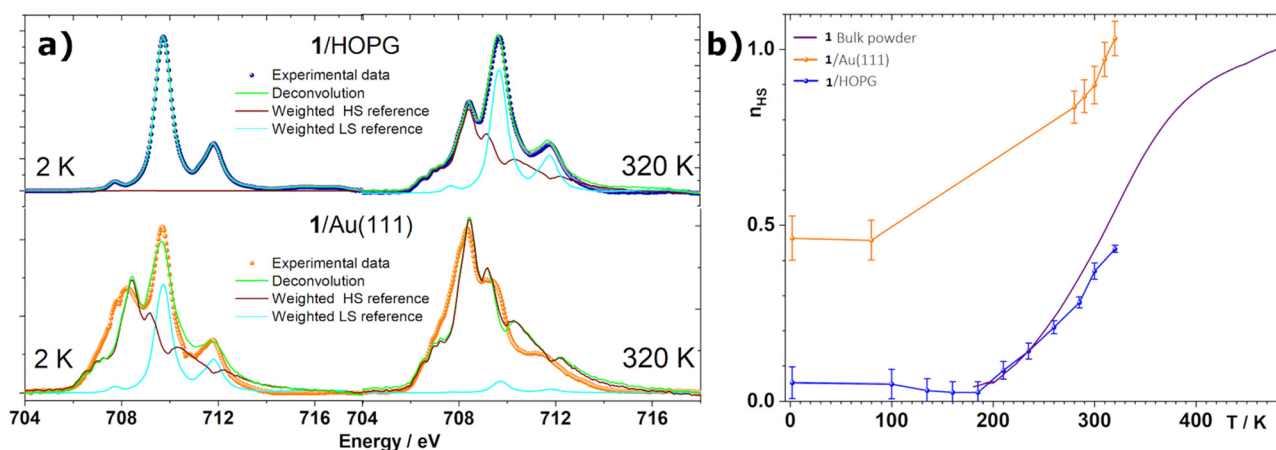 a)
1/HOPG
Experimental data
Deconvolution
Weighted HS reference
Weighted LS reference
2 K
320 K
1/Au(111)
Experimental data
Deconvolution
Weighted HS reference
Weighted LS reference
2 K
320 K
704 708 712 716 708 712 716
Energy / eV
b)
1 Bulk powder
1/Au(111)
1/HOPG
nHS
1.0
0.5
0.0
0 100 200 300 400 T / K